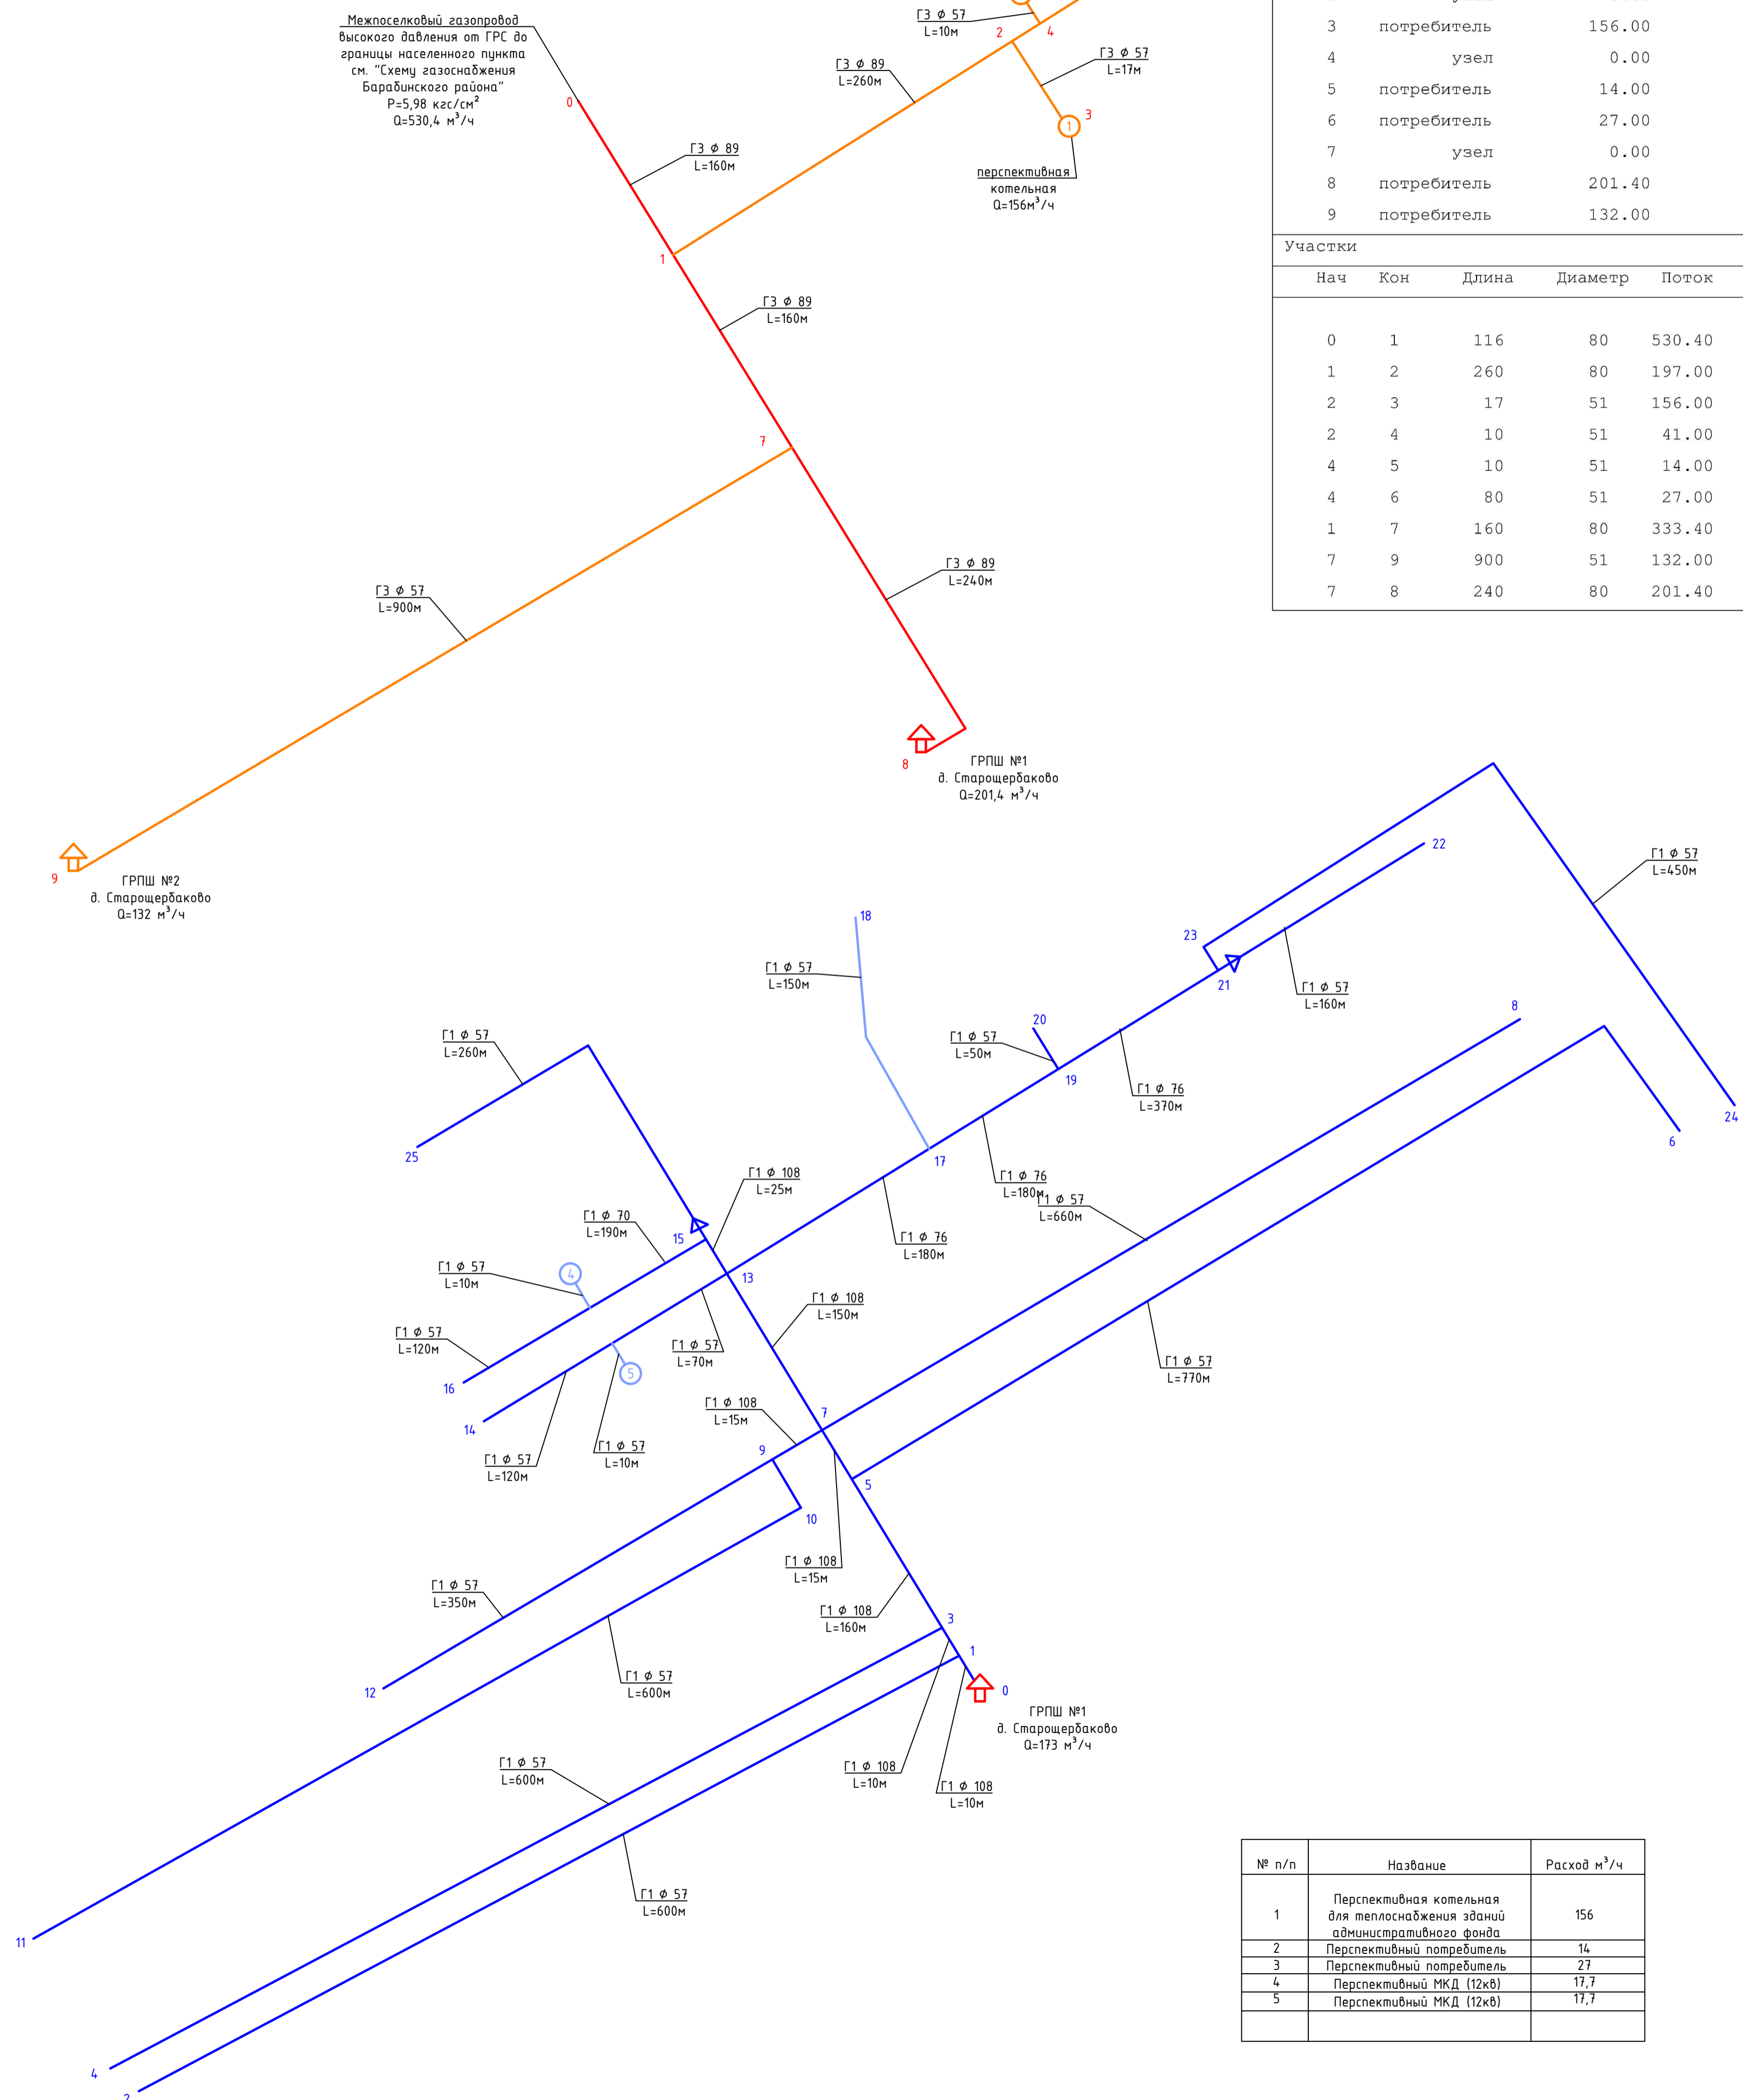 Межпоселковый газопровод
высокого давления от ГРС до
границы населенного пункта
см. "Схему газоснабжения
Барабинского района"
Р=5,98 кгс/см²
Q=530,4 м³/ч
0
Г3 ϕ 57
L=10м
2
4
Г3 ϕ 89
L=260м
Г3 ϕ 57
L=17м
1
3
перспективная
котельная
Q=156м³/ч
Г3 ϕ 89
L=160м
1
Г3 ϕ 89
L=160м
7
Г3 ϕ 89
L=240м
Г3 ϕ 57
L=900м
8
ГРПШ №1
д. Старощербаково
Q=201,4 м³/ч
9
ГРПШ №2
д. Старощербаково
Q=132 м³/ч
3 потребитель 156.00
4 узел 0.00
5 потребитель 14.00
6 потребитель 27.00
7 узел 0.00
8 потребитель 201.40
9 потребитель 132.00
Участки
Нач Кон Длина Диаметр Поток
0 1 116 80 530.40
1 2 260 80 197.00
2 3 17 51 156.00
2 4 10 51 41.00
4 5 10 51 14.00
4 6 80 51 27.00
1 7 160 80 333.40
7 9 900 51 132.00
7 8 240 80 201.40
22
Г1 ϕ 57
L=450м
18
23
21
Г1 ϕ 57
L=150м
Г1 ϕ 57
L=160м
8
20
Г1 ϕ 57
L=50м
19
Г1 ϕ 57
L=260м
Г1 ϕ 76
L=370м
24
6
25
17
Г1 ϕ 108
L=25м
Г1 ϕ 76
L=180м
Г1 ϕ 57
L=660м
Г1 ϕ 70
L=190м
15
Г1 ϕ 76
L=180м
Г1 ϕ 57
L=10м
4
13
Г1 ϕ 108
L=150м
Г1 ϕ 57
L=120м
Г1 ϕ 57
L=70м
5
Г1 ϕ 57
L=770м
16
14
Г1 ϕ 108
L=15м
7
9
Г1 ϕ 57
L=120м
Г1 ϕ 57
L=10м
5
10
Г1 ϕ 108
L=15м
Г1 ϕ 57
L=350м
Г1 ϕ 108
L=160м
3
1
12
Г1 ϕ 57
L=600м
0
ГРПШ №1
д. Старощербаково
Q=173 м³/ч
Г1 ϕ 57
L=600м
Г1 ϕ 108
L=10м
Г1 ϕ 108
L=10м
Г1 ϕ 57
L=600м
11
4
2
№ п/п Название Расход м³/ч
1 Перспективная котельная
для теплоснабжения зданий
административного фонда 156
2 Перспективный потребитель 14
3 Перспективный потребитель 27
4 Перспективный МКД (12кв) 17,7
5 Перспективный МКД (12кв) 17,7